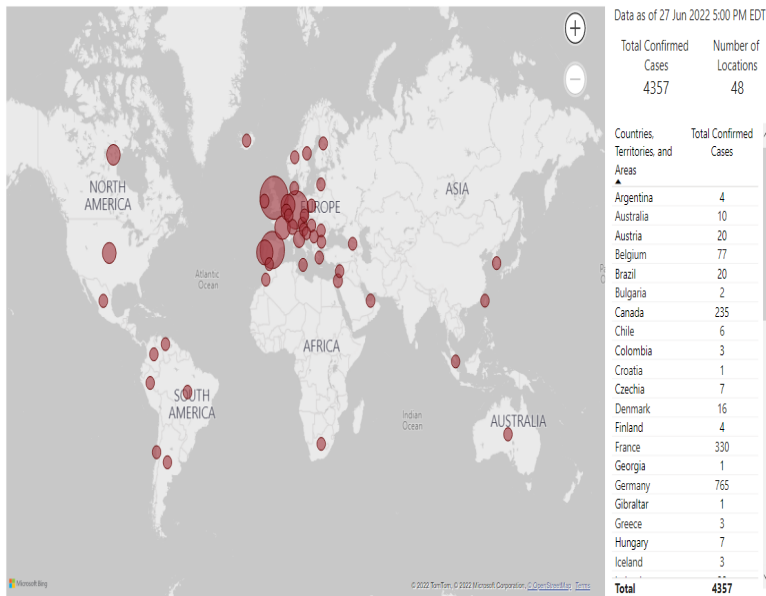 Data as of 27 Jun 2022 5:00 PM EDT
Total Confirmed Cases
4357
Number of Locations
48
NORTH
AMERICA
EUROPE
ASIA
Atlantic
Ocean
AFRICA
SOUTH
AMERICA
Indian
Ocean
AUSTRALIA
Microsoft Bing
© 2022 TomTom, © 2022 Microsoft Corporation, © OpenStreetMap Terms
Countries, Territories, and Areas
Total Confirmed Cases
Argentina 4
Australia 10
Austria 20
Belgium 77
Brazil 20
Bulgaria 2
Canada 235
Chile 6
Colombia 3
Croatia 1
Czechia 7
Denmark 16
Finland 4
France 330
Georgia 1
Germany 765
Gibraltar 1
Greece 3
Hungary 7
Iceland 3
Total 4357